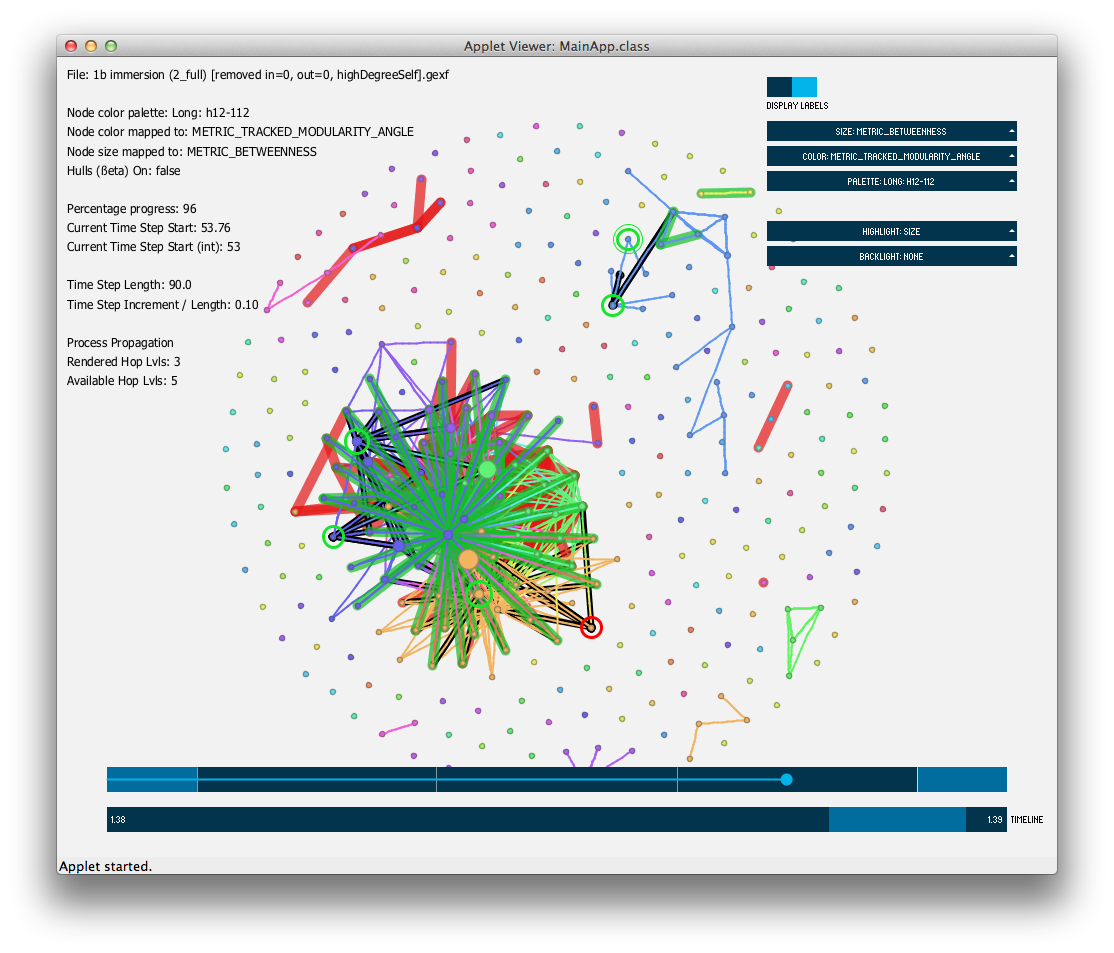 Applet Viewer: MainApp.class
File: 1b immersion (2_full) [removed in=0, out=0, highDegreeSelf].gexf
Node color palette: Long: h12-112
Node color mapped to: METRIC_TRACKED_MODULARITY_ANGLE
Node size mapped to: METRIC_BETWEENNESS
Hulls (ßeta) On: false
Percentage progress: 96
Current Time Step Start: 53.76
Current Time Step Start (int): 53
Time Step Length: 90.0
Time Step Increment / Length: 0.10
Process Propagation
Rendered Hop Lvls: 3
Available Hop Lvls: 5
DISPLAY LABELS
SIZE: METRIC_BETWEENNESS
COLOR: METRIC_TRACKED_MODULARITY_ANGLE
PALETTE: LONG: H12-112
HIGHLIGHT: SIZE
BACKLIGHT: NONE
1.38 1.39 TIMELINE
Applet started.